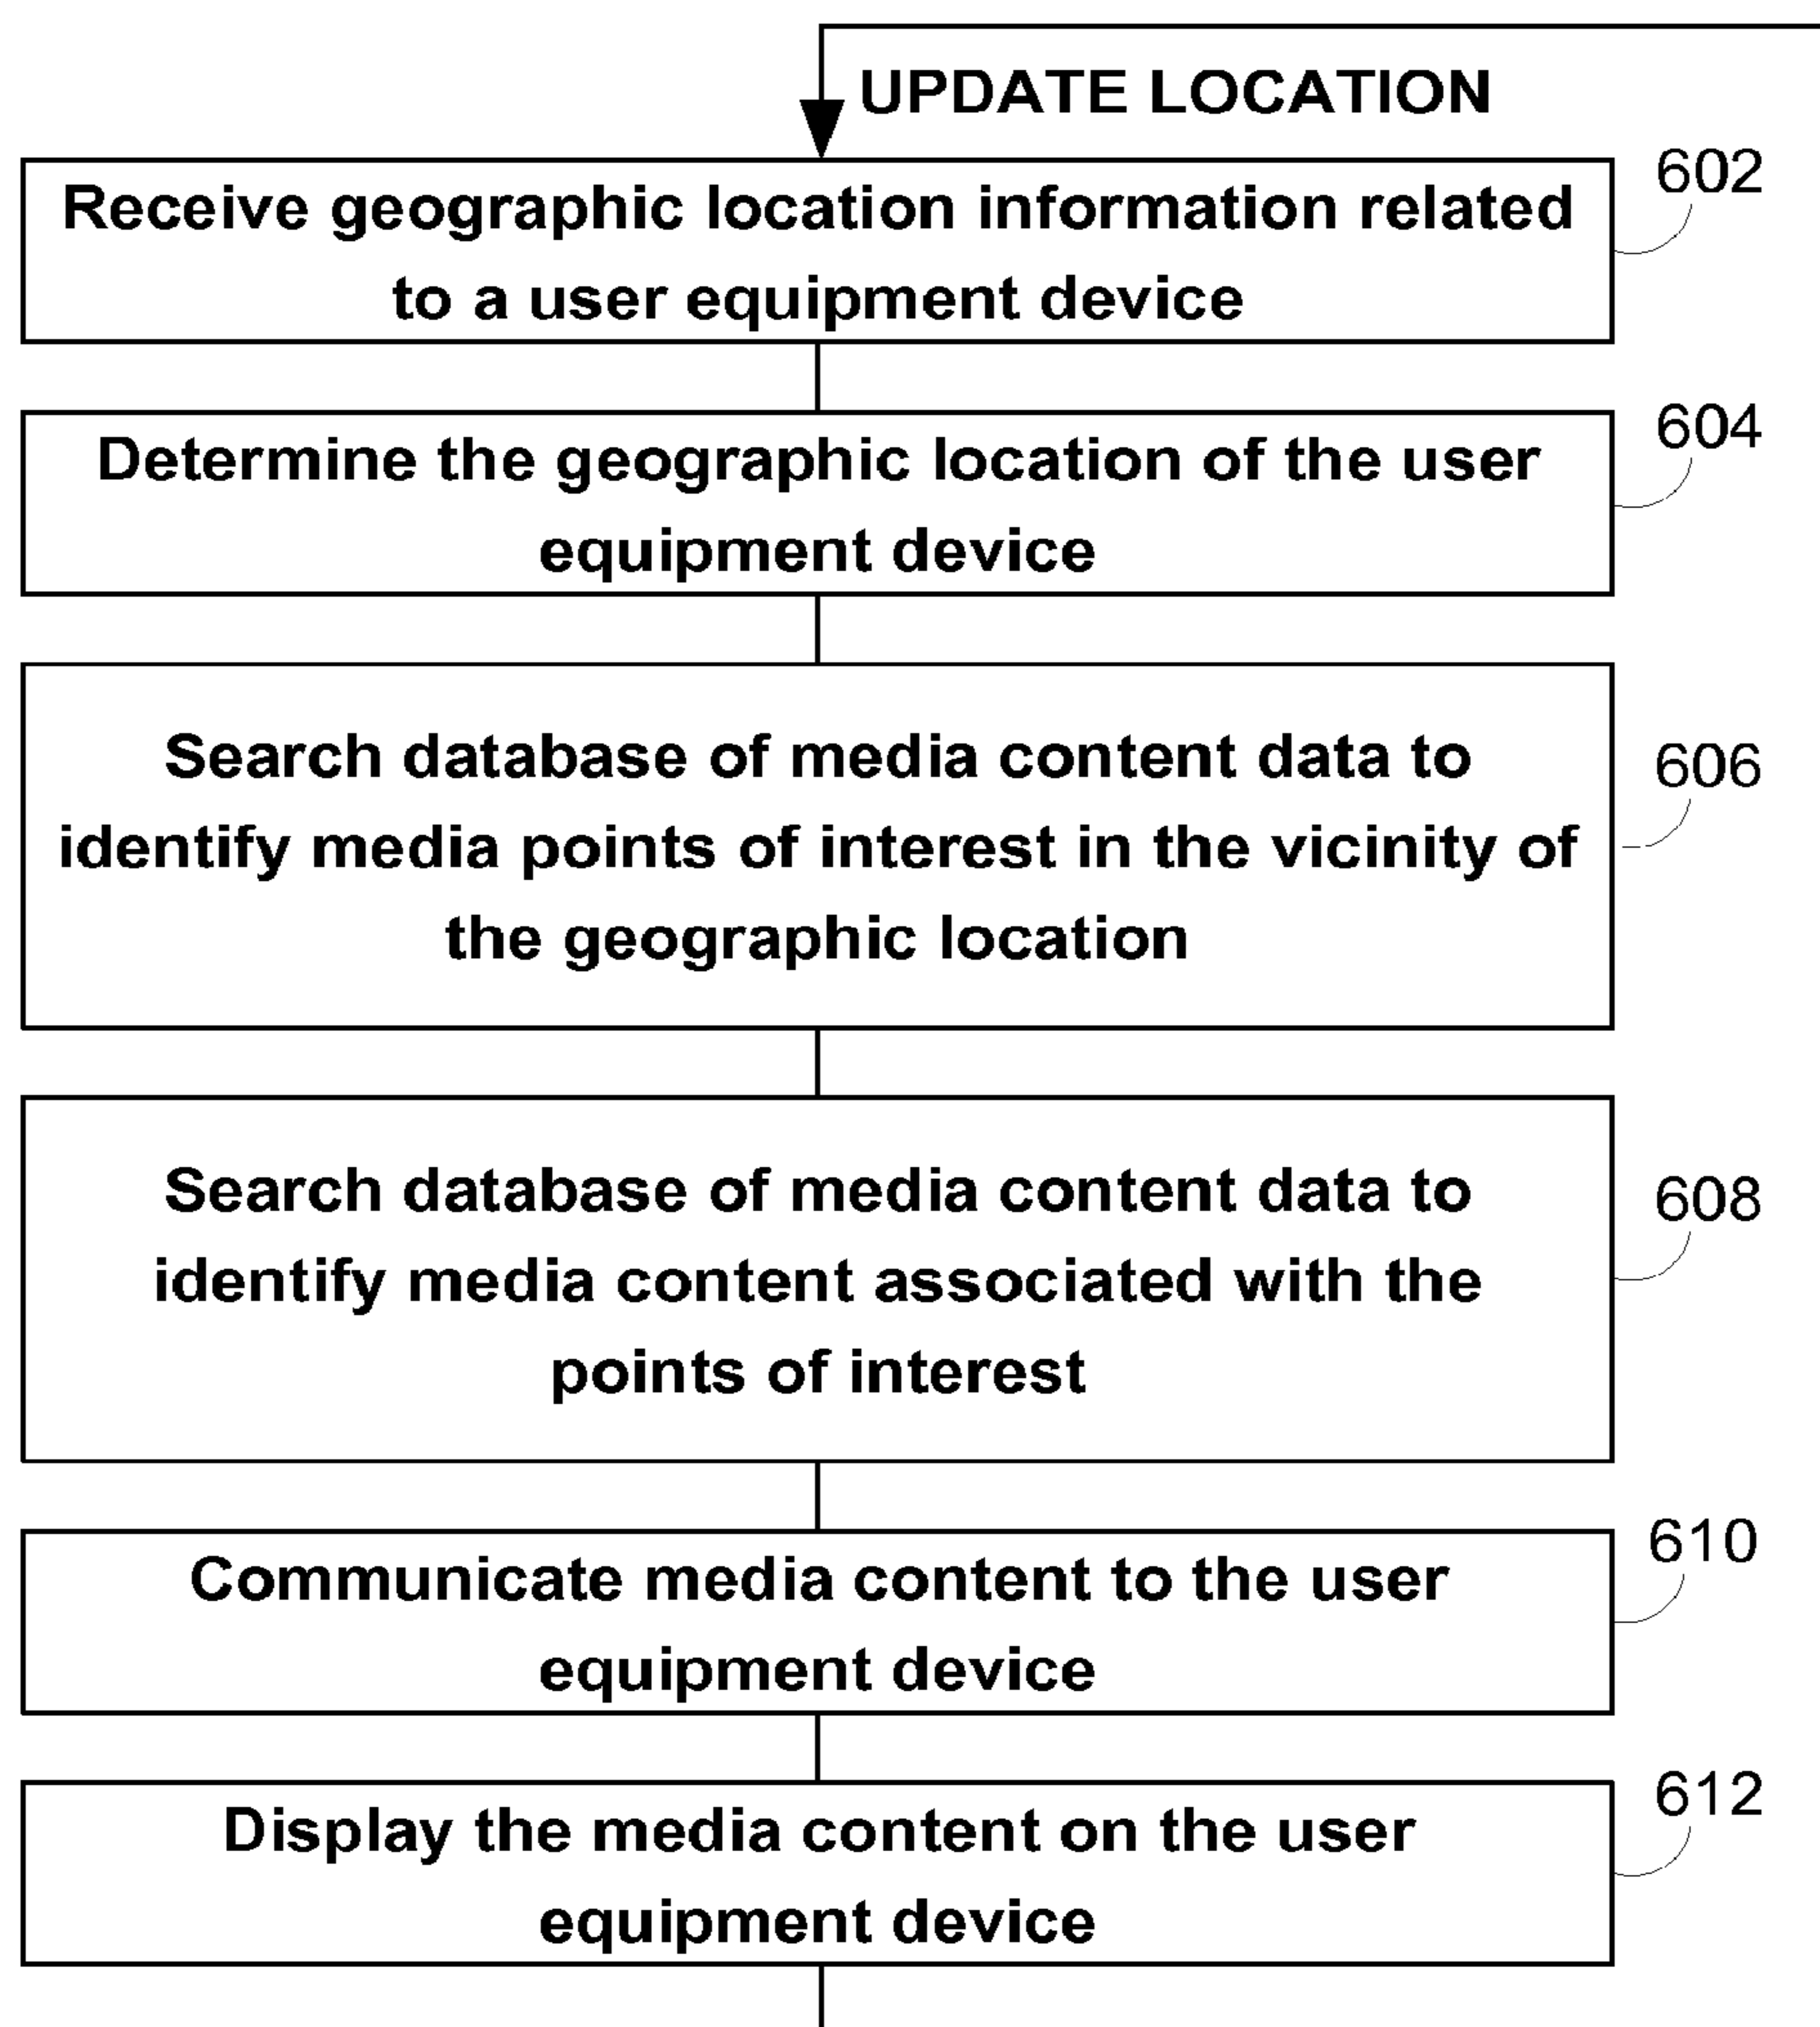 UPDATE LOCATION
602
Receive geographic location information related
to a user equipment device
604
Determine the geographic location of the user
equipment device
606
Search database of media content data to
identify media points of interest in the vicinity of
the geographic location
608
Search database of media content data to
identify media content associated with the
points of interest
610
Communicate media content to the user
equipment device
612
Display the media content on the user
equipment device